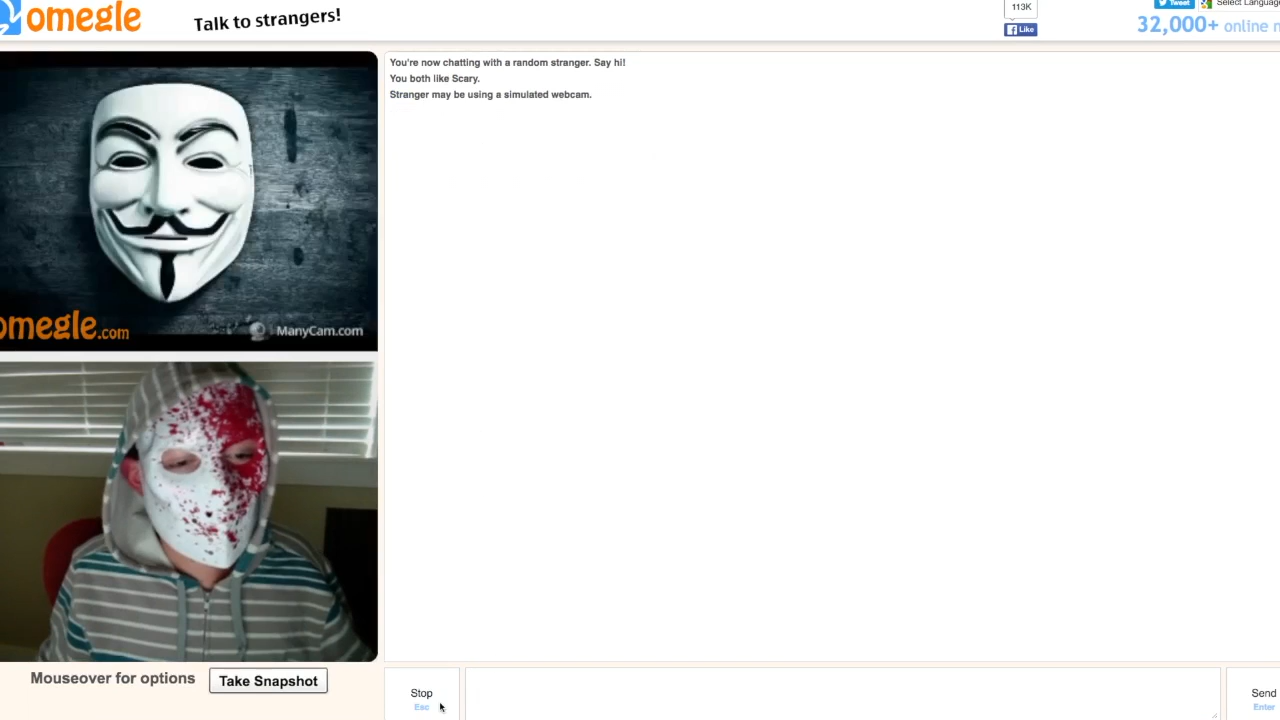 omegle
Talk to strangers!
113K
Like
Tweet
Select Language
32,000+ online
You're now chatting with a random stranger. Say hi!
You both like Scary.
Stranger may be using a simulated webcam.
omegle.com
ManyCam.com
Mouseover for options
Take Snapshot
Stop
Esc
Send
Enter